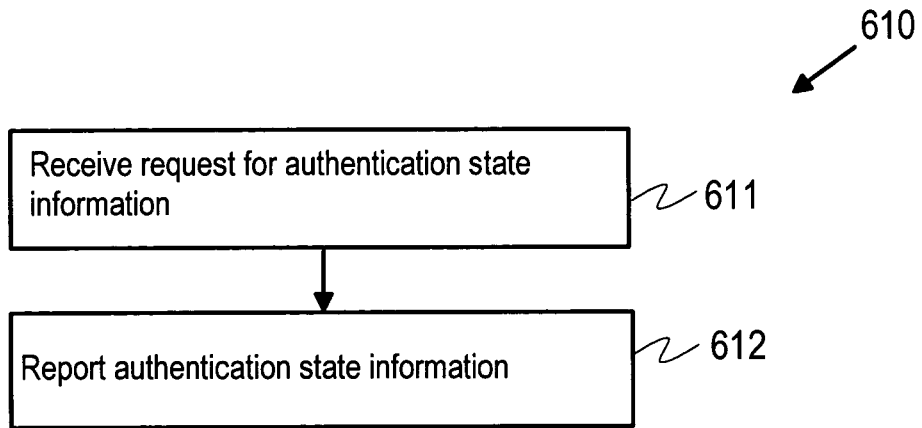 610
Receive request for authentication state
information
611
Report authentication state information
612